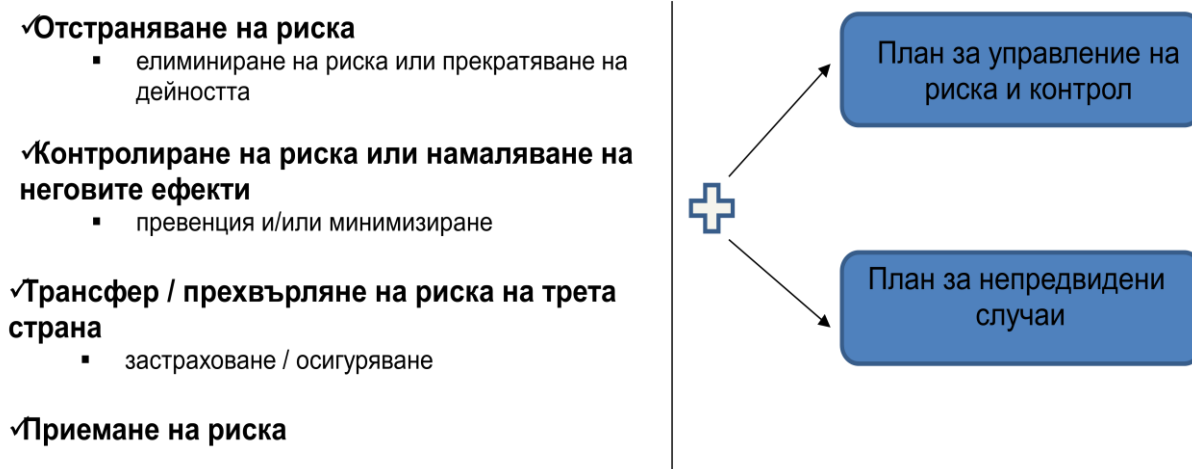 ✓Отстраняване на риска
▪ елиминиране на риска или прекратяване на
дейността
✓Контролиране на риска или намаляване на
неговите ефекти
▪ превенция и/или минимизиране
✓Трансфер / прехвърляне на риска на трета
страна
▪ застраховане / осигуряване
✓Приемане на риска
План за управление на
риска и контрол
План за непредвидени
случаи